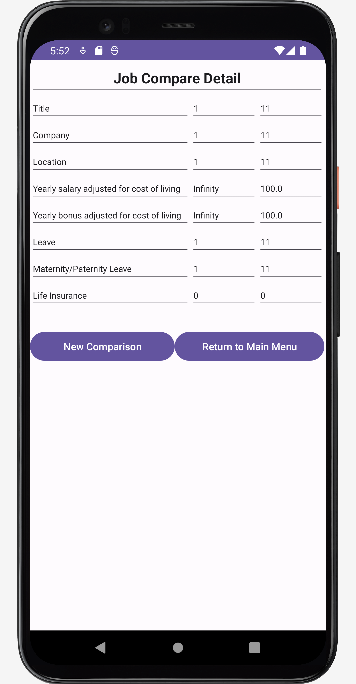 5:52
Job Compare Detail
Title 1 11
Company 1 11
Location 1 11
Yearly salary adjusted for cost of living Infinity 100.0
Yearly bonus adjusted for cost of living Infinity 100.0
Leave 1 11
Maternity/Paternity Leave 1 11
Life Insurance 0 0
New Comparison Return to Main Menu